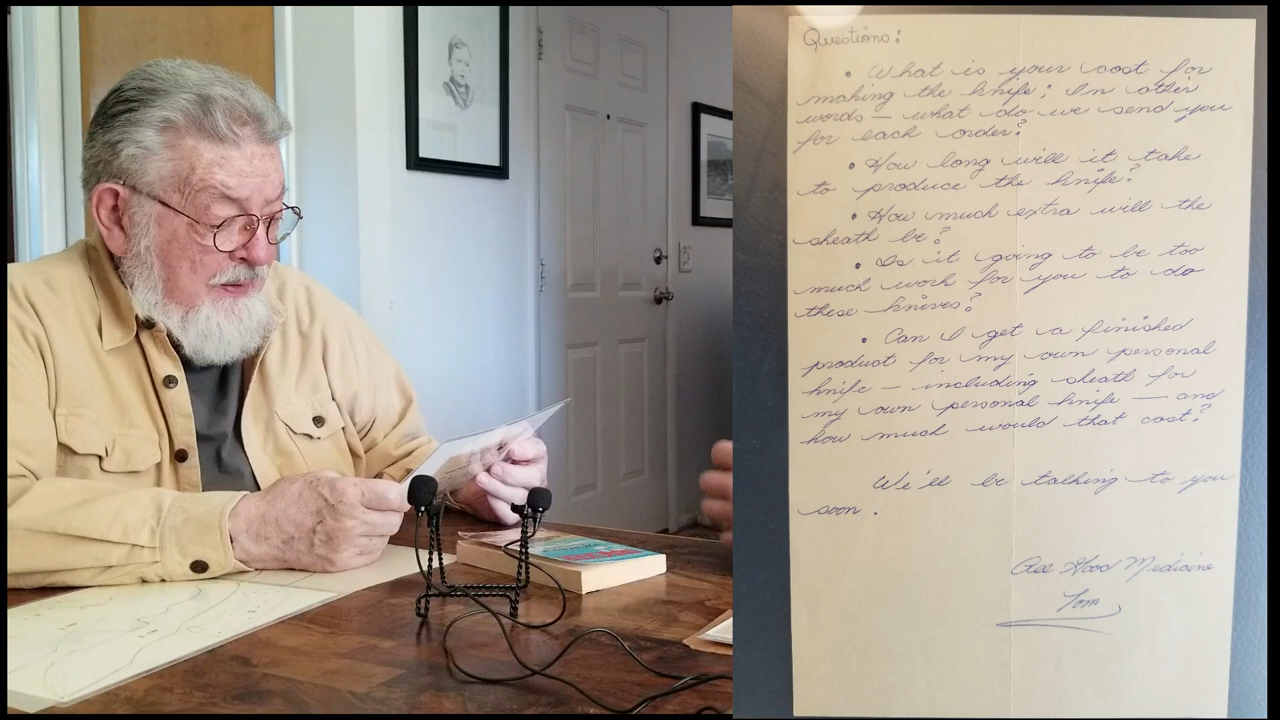 Questions:
• What is your cost for
making the knife; In other
words — what do we send you
for each order?
• How long will it take
to produce the knife?
• How much extra will the
sheath be?
• Is it going to be too
much work for you to do
these knives?
• Can I get a finished
product for my own personal
knife — including sheath for
my own personal knife — and
how much would that cost?
We'll be talking to you
soon.
All Good Medicine
Tom